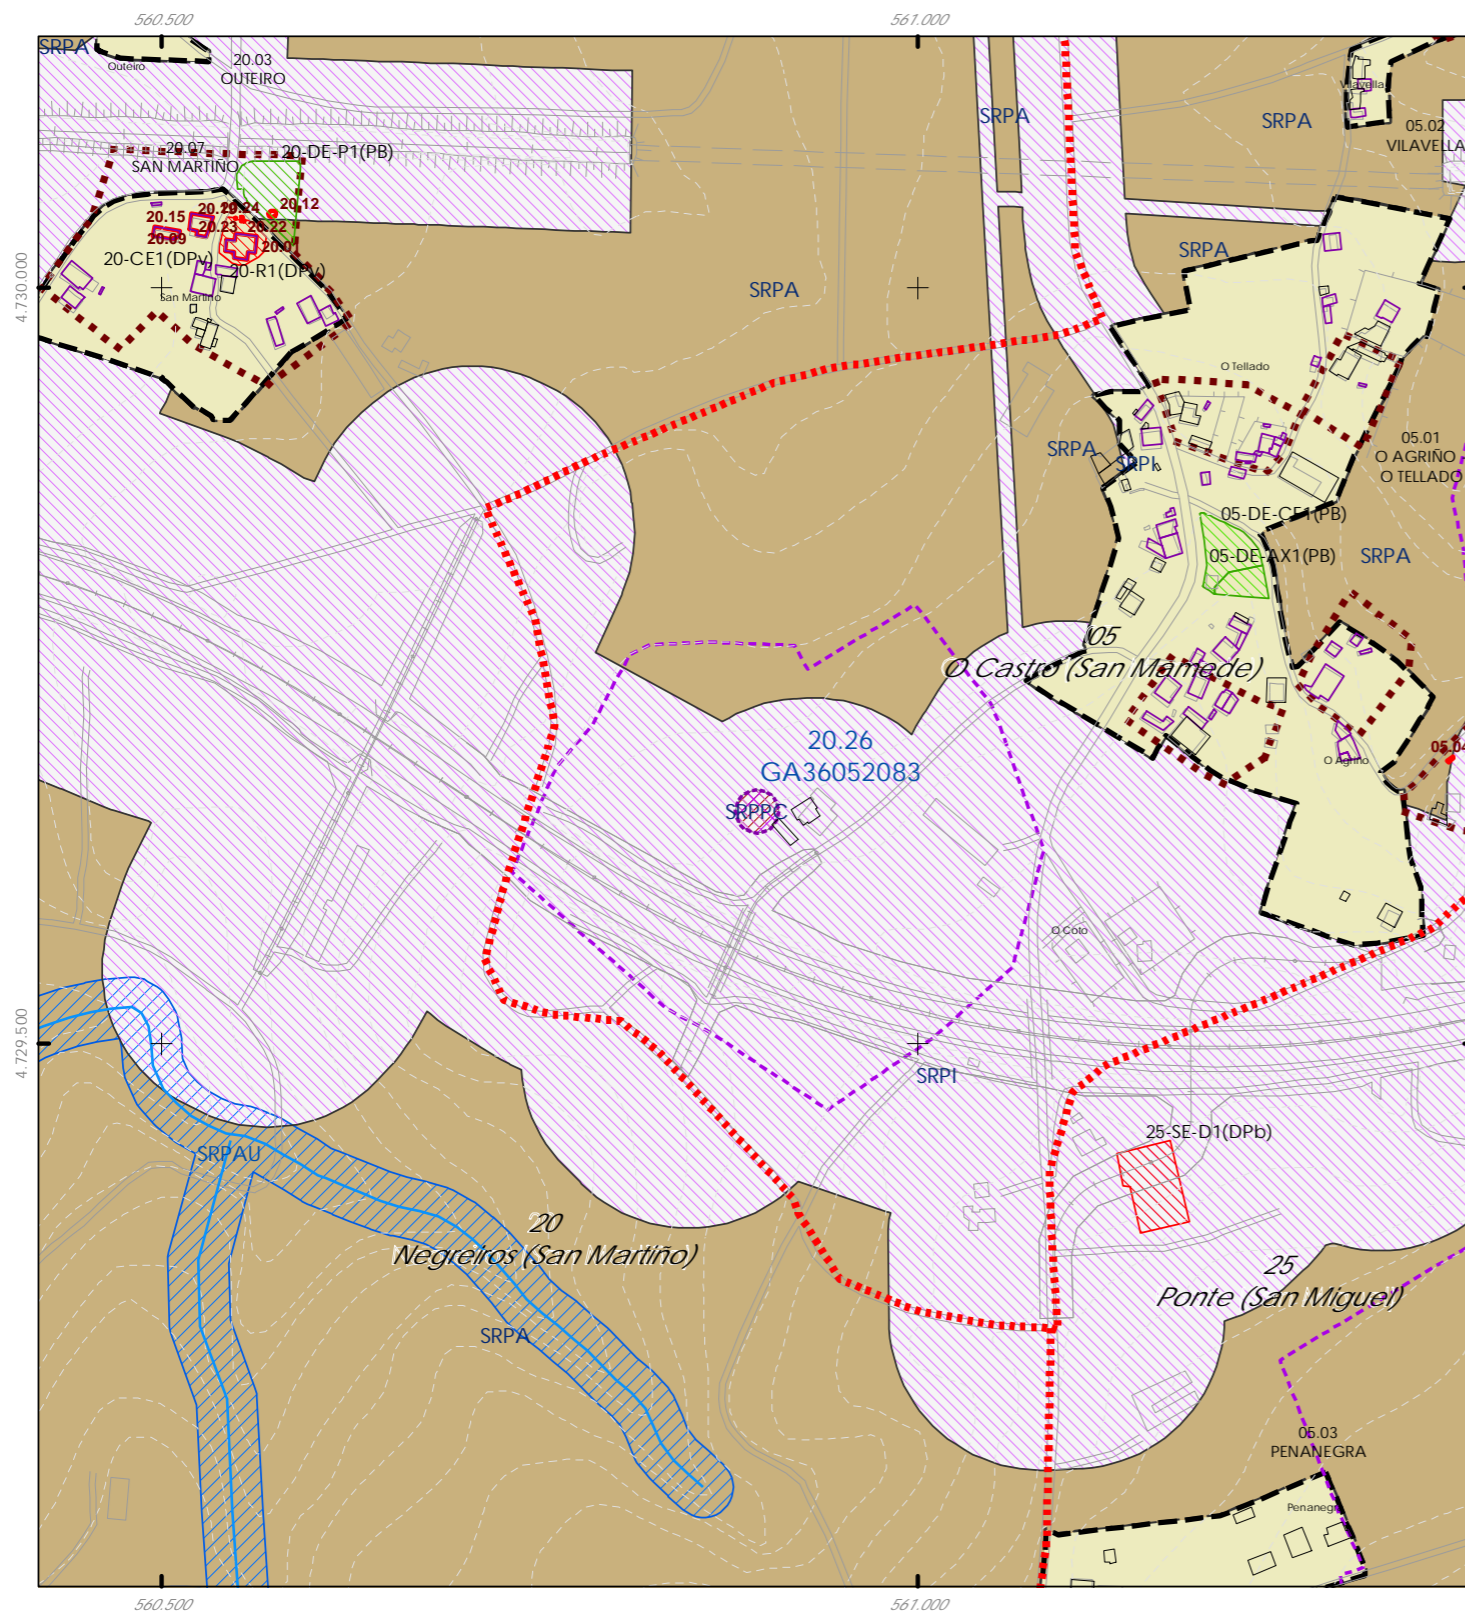 560.500
561.000
SRPA
Outeiro
20.03
OUTEIRO
Vilavella
05.02
VILAVELLA
SRPA
SRPA
20.07
SAN MARTIÑO
20-DE-P1(PB)
20.12
20.15
20.24
20.23
20.22
20.09
20.01
20-CE1(DPv)
20-R1(DPv)
San Martiño
4.730.000
SRPA
SRPA
O Tellado
05.01
O AGRIÑO
O TELLADO
SRPA
SRPI
05-DE-CE1(PB)
05-DE-AX1(PB)
SRPA
05
O Castro (San Mamede)
20.26
GA36052083
SRPPC
O Agriño
05.04
O Coto
4.729.500
SRPI
25-SE-D1(DPb)
SRPAU
20
Negreiros (San Martiño)
25
Ponte (San Miguel)
SRPA
05.03
PENANEGRA
Penanegra
560.500
561.000